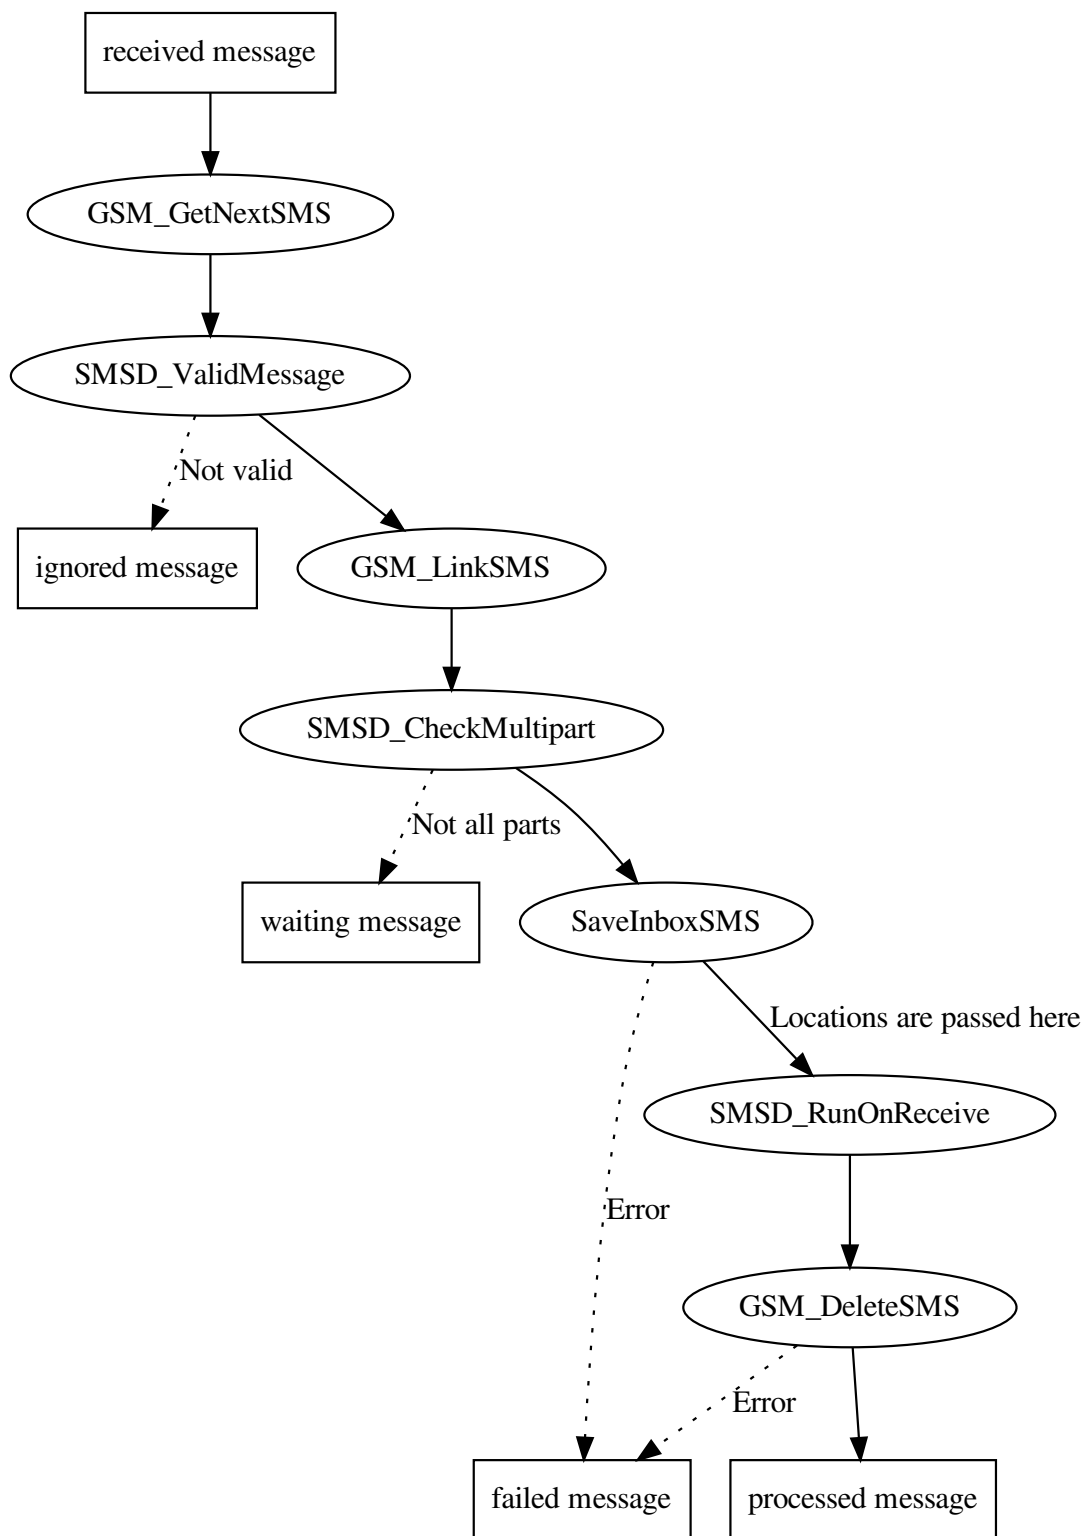 received message
GSM_GetNextSMS
SMSD_ValidMessage
Not valid
ignored message
GSM_LinkSMS
SMSD_CheckMultipart
Not all parts
waiting message
SaveInboxSMS
Locations are passed here
SMSD_RunOnReceive
Error
GSM_DeleteSMS
Error
failed message
processed message